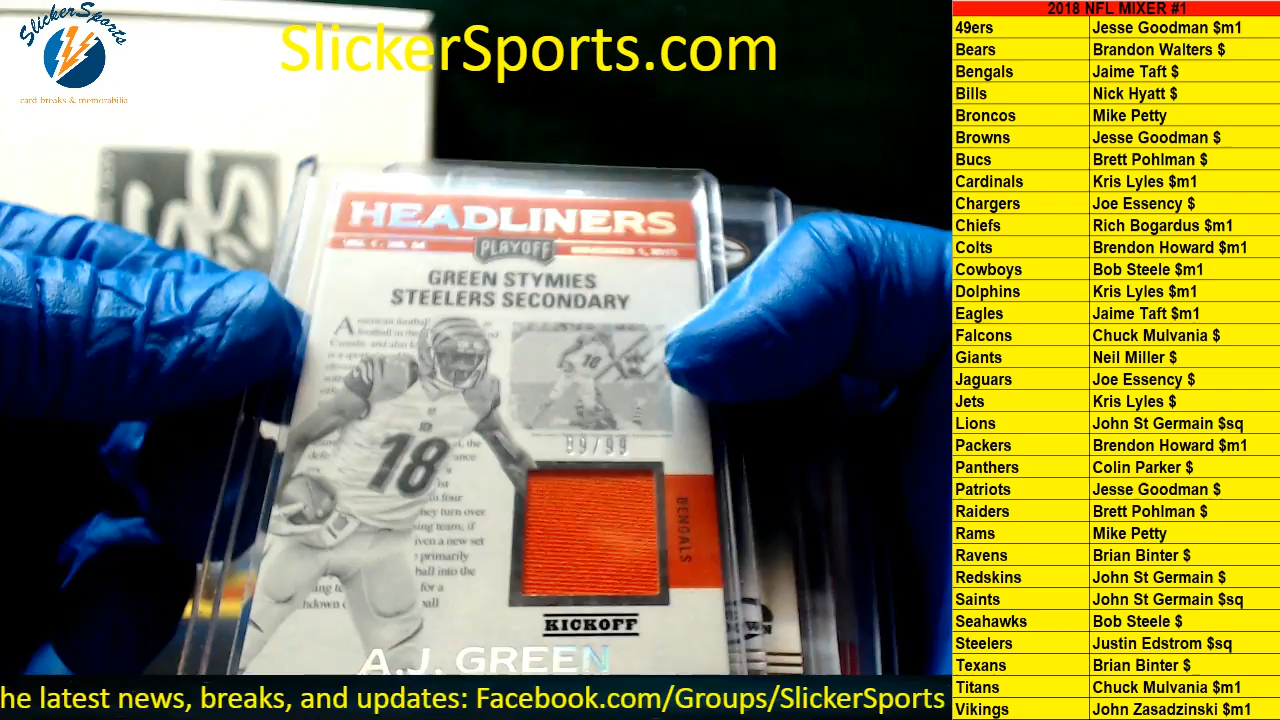 SlickerSports
card breaks & memorabilia
SlickerSports.com
HEADLINERS
PLAYOFF
GREEN STYMIES
STEELERS SECONDARY
18
18
BENGALS
KICKOFF
A.J. GREEN
he latest news, breaks, and updates: Facebook.com/Groups/SlickerSports
2018 NFL MIXER #1
49ers Jesse Goodman $m1
Bears Brandon Walters $
Bengals Jaime Taft $
Bills Nick Hyatt $
Broncos Mike Petty
Browns Jesse Goodman $
Bucs Brett Pohlman $
Cardinals Kris Lyles $m1
Chargers Joe Essency $
Chiefs Rich Bogardus $m1
Colts Brendon Howard $m1
Cowboys Bob Steele $m1
Dolphins Kris Lyles $m1
Eagles Jaime Taft $m1
Falcons Chuck Mulvania $
Giants Neil Miller $
Jaguars Joe Essency $
Jets Kris Lyles $
Lions John St Germain $sq
Packers Brendon Howard $m1
Panthers Colin Parker $
Patriots Jesse Goodman $
Raiders Brett Pohlman $
Rams Mike Petty
Ravens Brian Binter $
Redskins John St Germain $
Saints John St Germain $sq
Seahawks Bob Steele $
Steelers Justin Edstrom $sq
Texans Brian Binter $
Titans Chuck Mulvania $m1
Vikings John Zasadzinski $m1